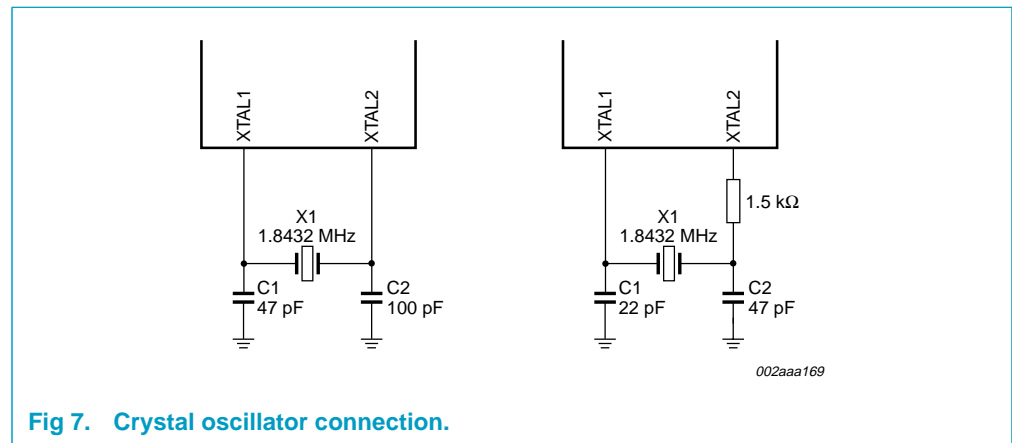 XTAL1
XTAL2
X1
1.8432 MHz
C1
47 pF
C2
100 pF
XTAL1
XTAL2
1.5 kΩ
X1
1.8432 MHz
C1
22 pF
C2
47 pF
002aaa169
Fig 7. Crystal oscillator connection.